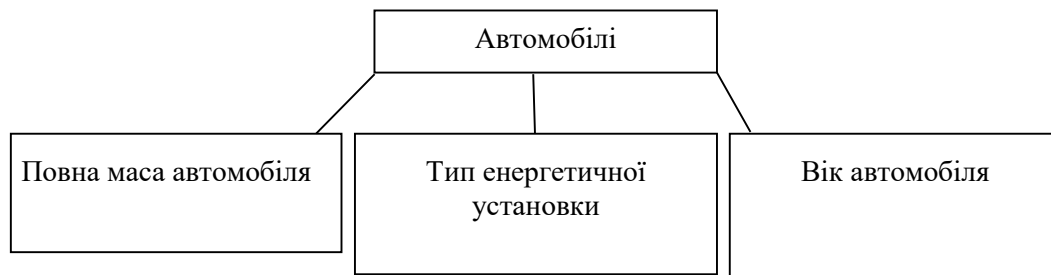 Автомобілі
Повна маса автомобіля
Тип енергетичної
установки
Вік автомобіля